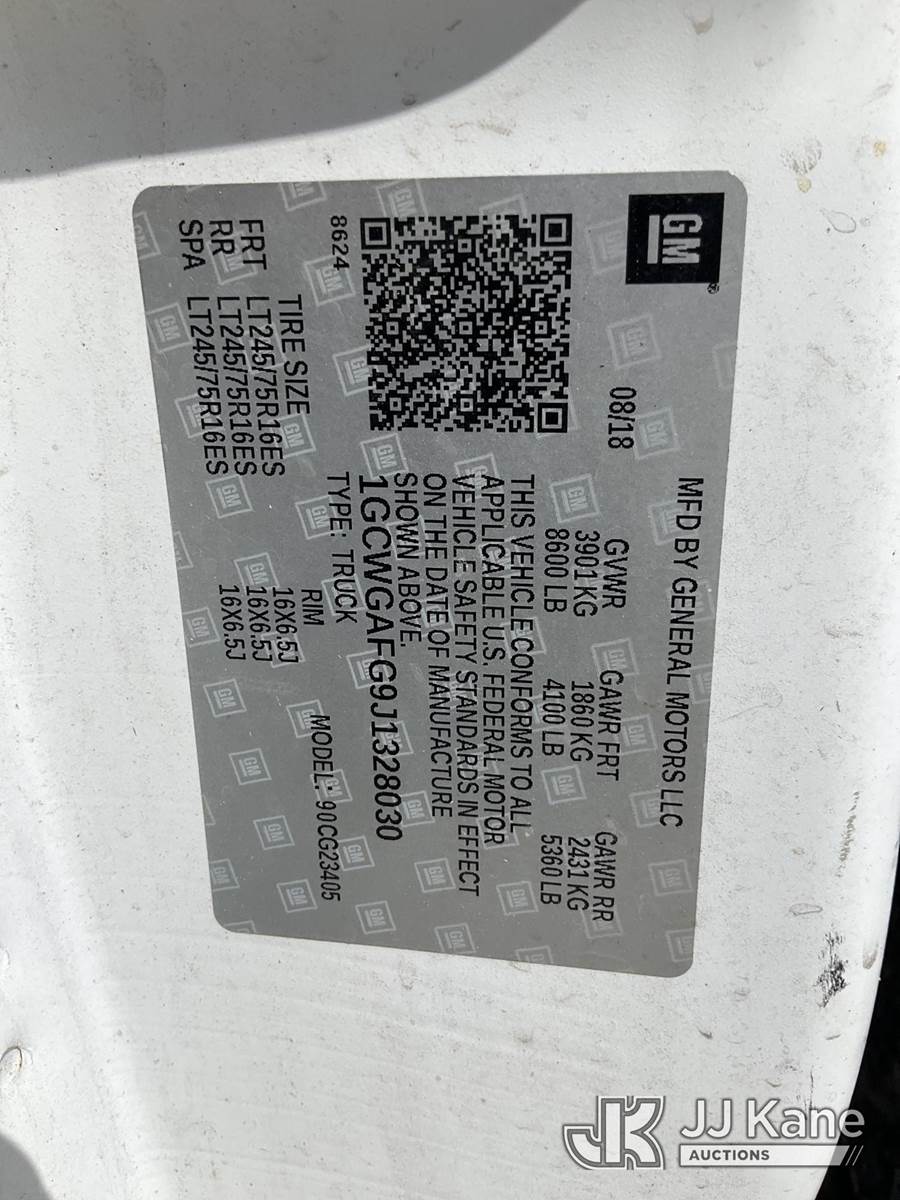 GM
MFD BY GENERAL MOTORS LLC
08/18
GVWR GAWR FRT GAWR RR
3901 KG 1860 KG 2431 KG
8600 LB 4100 LB 5360 LB
THIS VEHICLE CONFORMS TO ALL
APPLICABLE U.S. FEDERAL MOTOR
VEHICLE SAFETY STANDARDS IN EFFECT
ON THE DATE OF MANUFACTURE
SHOWN ABOVE.
1GCWGAFG9J1328030
8624
TYPE: TRUCK
MODEL: 90CG23405
TIRE SIZE RIM
FRT LT245/75R16ES 16X6.5J
RR LT245/75R16ES 16X6.5J
SPA LT245/75R16ES 16X6.5J
JK JJ Kane
AUCTIONS